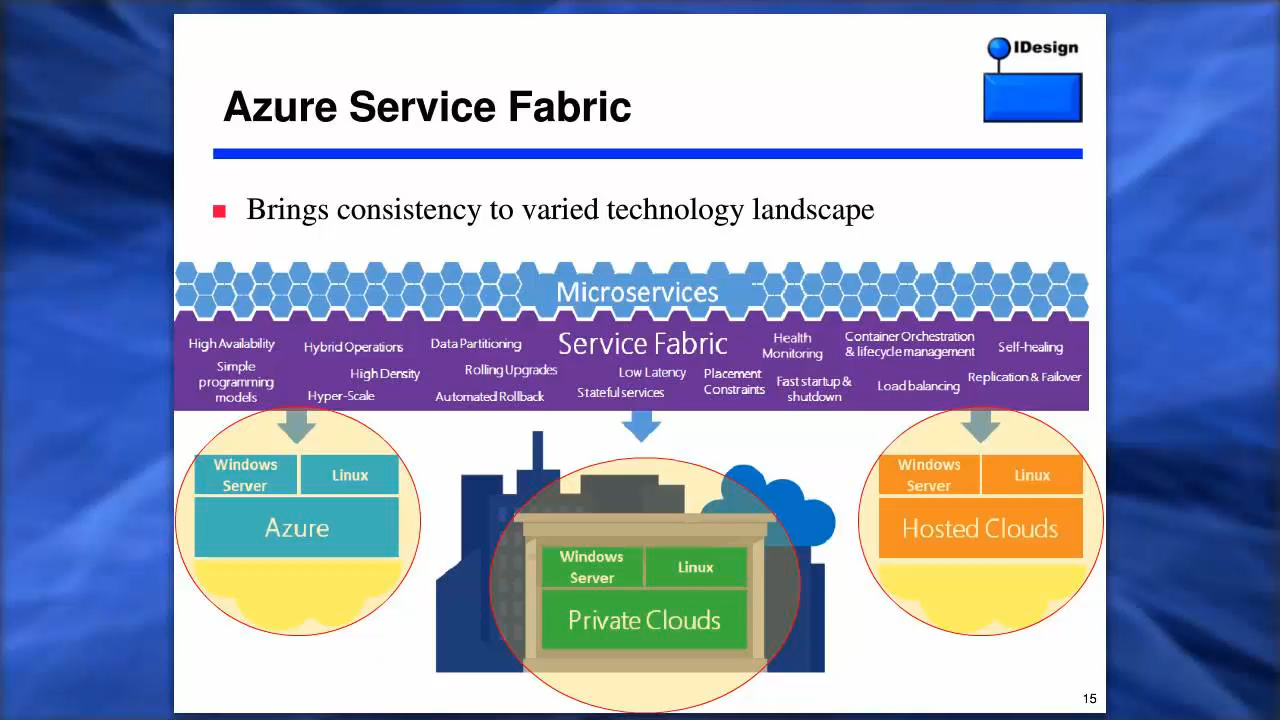 IDesign
Azure Service Fabric
Brings consistency to varied technology landscape
Microservices
Service Fabric
High Availability
Hybrid Operations
Data Partitioning
Health
Monitoring
Container Orchestration
& lifecycle management
Self-healing
Simple
programming
models
High Density
Rolling Upgrades
Low Latency
Placement
Constraints
Fast startup &
shutdown
Load balancing
Replication & Failover
Hyper-Scale
Automated Rollback
Stateful services
Windows
Server
Linux
Azure
Windows
Server
Linux
Private Clouds
Windows
Server
Linux
Hosted Clouds
15